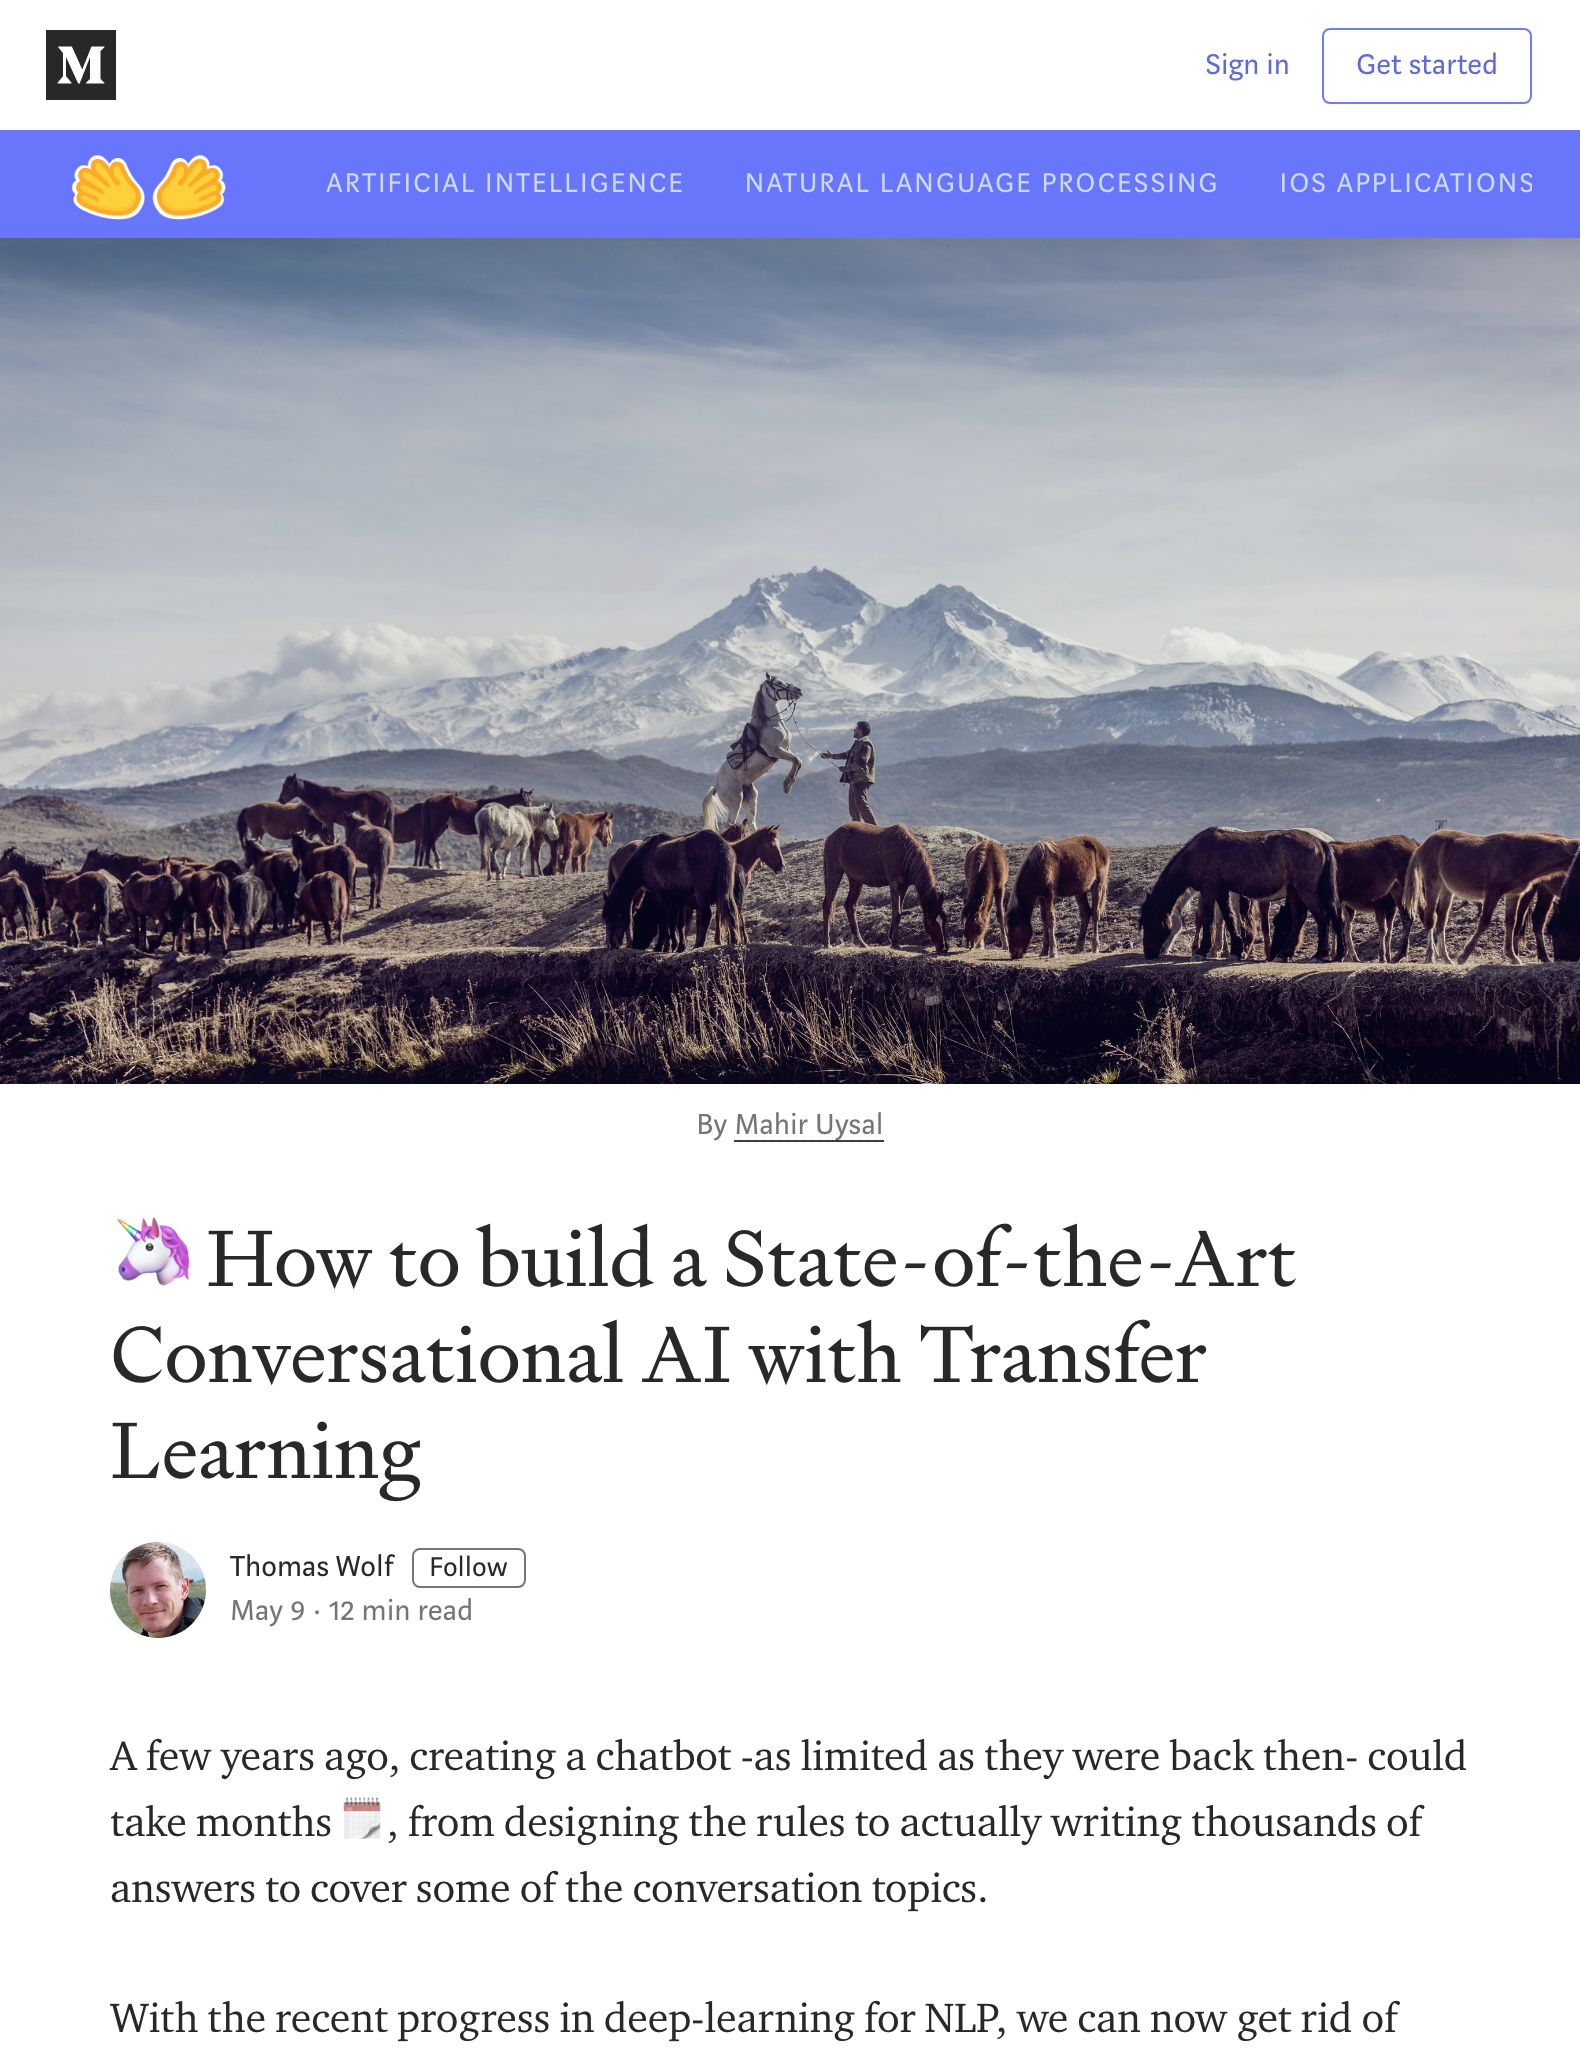 M
Sign in
Get started
ARTIFICIAL INTELLIGENCE NATURAL LANGUAGE PROCESSING IOS APPLICATIONS
By Mahir Uysal
🦄 How to build a State-of-the-Art
Conversational AI with Transfer
Learning
Thomas Wolf Follow
May 9 · 12 min read
A few years ago, creating a chatbot -as limited as they were back then- could
take months 🗓, from designing the rules to actually writing thousands of
answers to cover some of the conversation topics.
With the recent progress in deep-learning for NLP, we can now get rid of